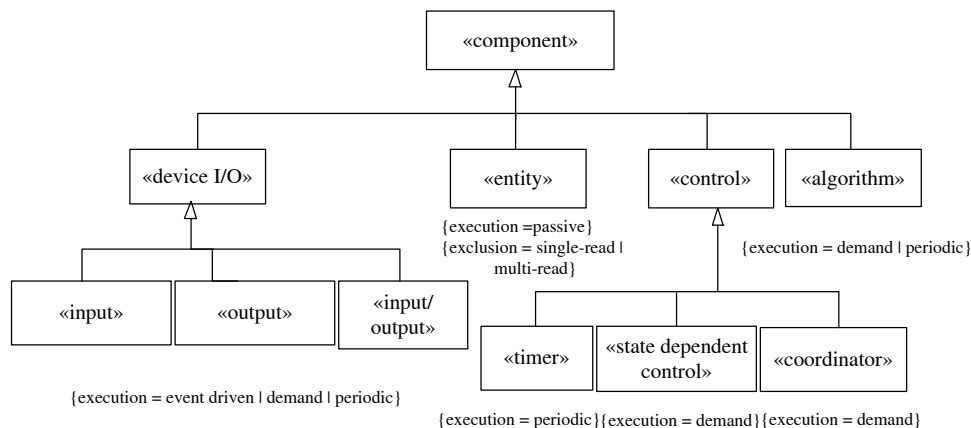 «component»
«device I/O»
«entity»
«control»
«algorithm»
{execution =passive}
{exclusion = single-read |
multi-read}
{execution = demand | periodic}
«input»
«output»
«input/
output»
«timer»
«state dependent
control»
«coordinator»
{execution = event driven | demand | periodic}
{execution = periodic}
{execution = demand}
{execution = demand}